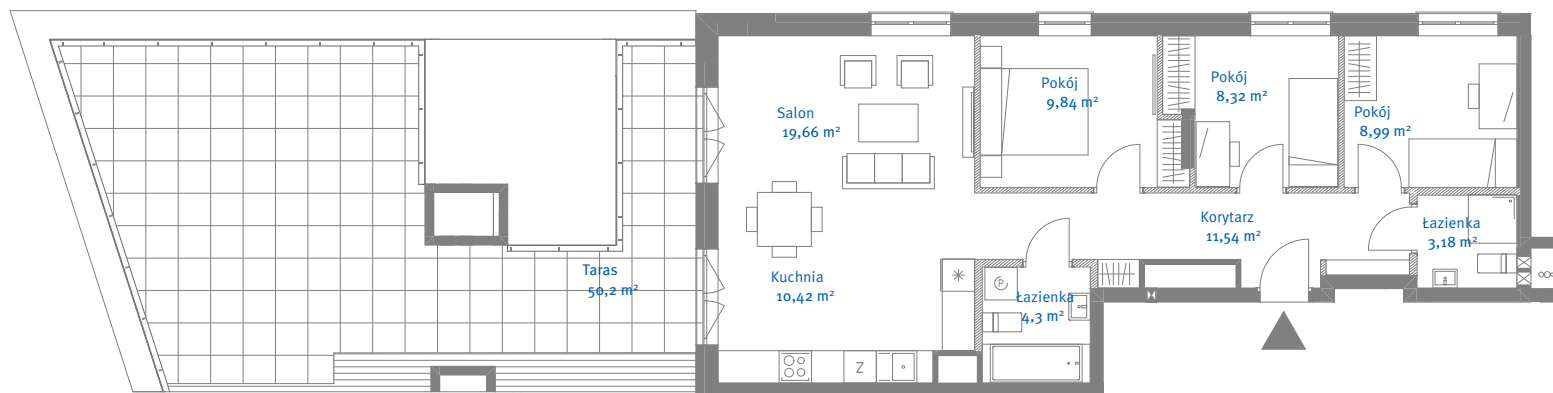 Salon
19,66 m²
Pokój
9,84 m²
Pokój
8,32 m²
Pokój
8,99 m²
Korytarz
11,54 m²
Łazienka
3,18 m²
Taras
50,2 m²
Kuchnia
10,42 m²
Łazienka
4,3 m²
P
Z